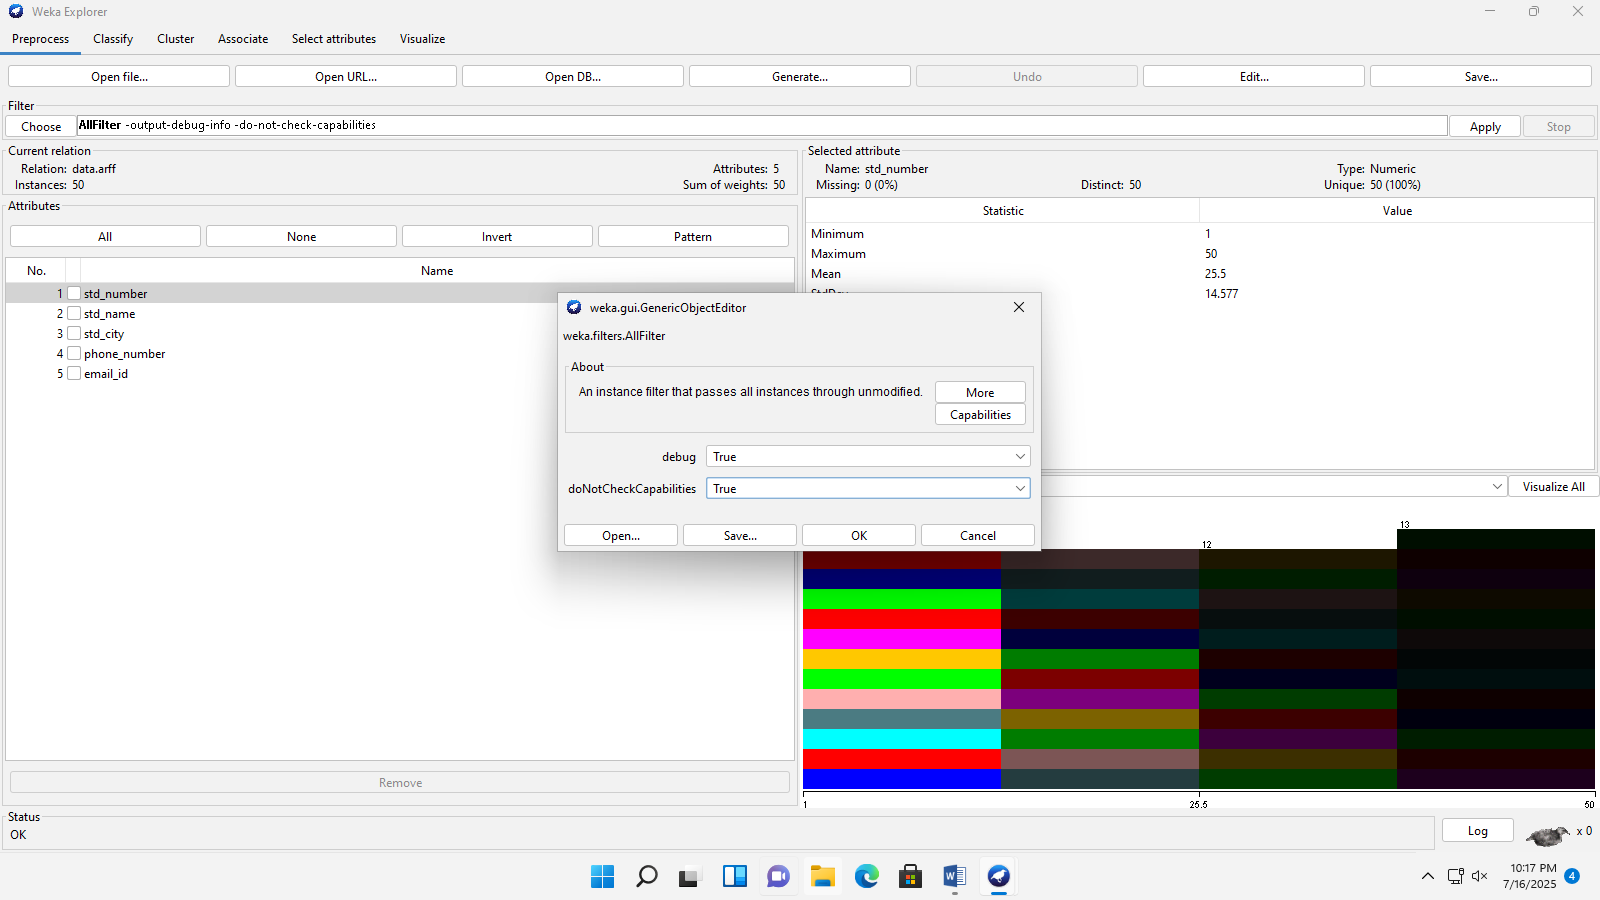 Weka Explorer
Preprocess Classify Cluster Associate Select attributes Visualize
Open file... Open URL... Open DB... Generate... Undo Edit... Save...
Filter
Choose AllFilter -output-debug-info -do-not-check-capabilities Apply Stop
Current relation
Relation: data.arff Attributes: 5
Instances: 50 Sum of weights: 50
Selected attribute
Name: std_number Type: Numeric
Missing: 0 (0%) Distinct: 50 Unique: 50 (100%)
Attributes
All None Invert Pattern
No. Name
1 std_number
2 std_name
3 std_city
4 phone_number
5 email_id
Remove
Statistic Value
Minimum 1
Maximum 50
Mean 25.5
StdDev 14.577
weka.gui.GenericObjectEditor
weka.filters.AllFilter
About
An instance filter that passes all instances through unmodified.
More
Capabilities
debug True
doNotCheckCapabilities True
Open... Save... OK Cancel
Visualize All
12
13
1 25.5 50
Status
OK
Log x 0
10:17 PM
7/16/2025
4